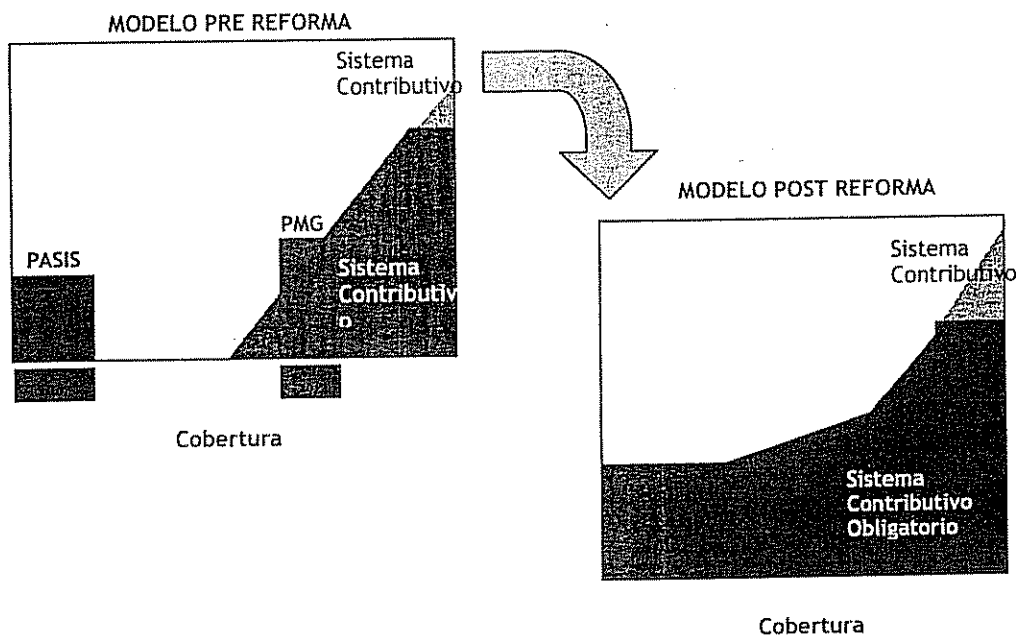 MODELO PRE REFORMA
Sistema
Contributivo
PMG
PASIS
Sistema
Contributiv
o
Cobertura
MODELO POST REFORMA
Sistema
Contributivo
Sistema
Contributivo
Obligatorio
Cobertura